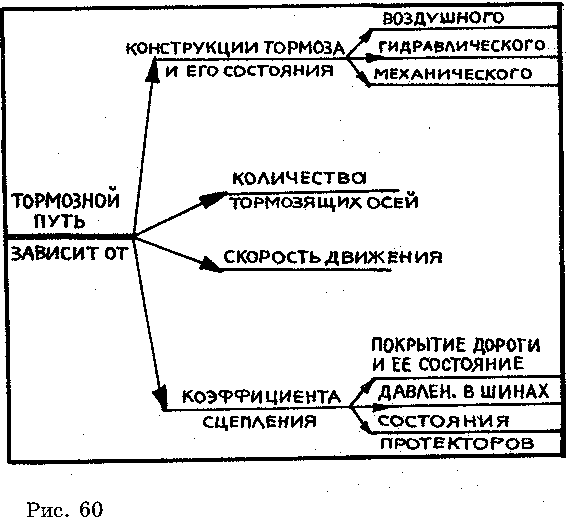 ТОРМОЗНОЙ
ПУТЬ
ЗАВИСИТ ОТ
КОНСТРУКЦИИ ТОРМОЗА
И ЕГО СОСТОЯНИЯ
ВОЗДУШНОГО
ГИДРАВЛИЧЕСКОГО
МЕХАНИЧЕСКОГО
КОЛИЧЕСТВА
ТОРМОЗЯЩИХ ОСЕЙ
СКОРОСТЬ ДВИЖЕНИЯ
КОЭФФИЦИЕНТА
СЦЕПЛЕНИЯ
ПОКРЫТИЕ ДОРОГИ
И ЕЕ СОСТОЯНИЕ
ДАВЛЕН. В ШИНАХ
СОСТОЯНИЯ
ПРОТЕКТОРОВ
Рис. 60